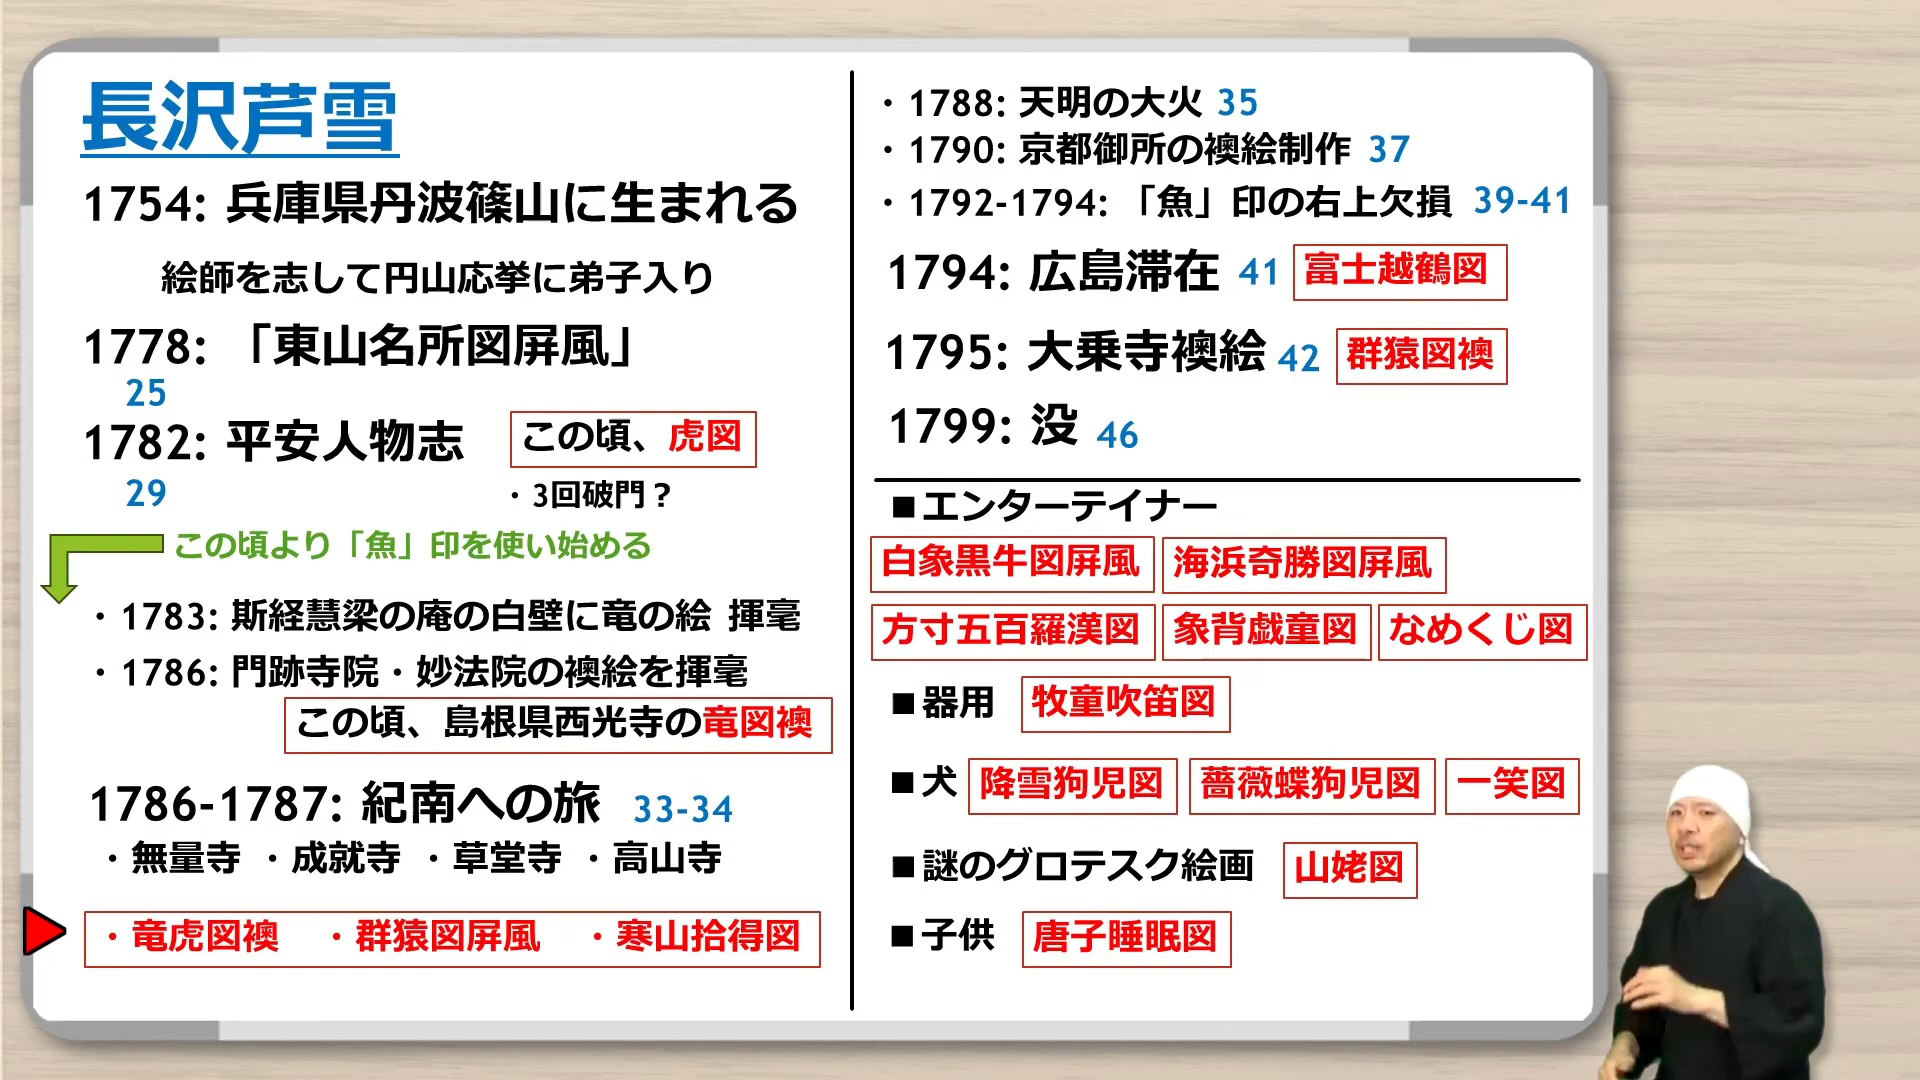 長沢芦雪
1754: 兵庫県丹波篠山に生まれる
絵師を志して円山応挙に弟子入り
1778: 「東山名所図屏風」
25
1782: 平安人物志
この頃、虎図
29
・3回破門？
この頃より「魚」印を使い始める
・1783: 斯経慧梁の庵の白壁に竜の絵 揮毫
・1786: 門跡寺院・妙法院の襖絵を揮毫
この頃、島根県西光寺の竜図襖
1786-1787: 紀南への旅 33-34
・無量寺 ・成就寺 ・草堂寺 ・高山寺
・竜虎図襖 ・群猿図屏風 ・寒山拾得図
・1788: 天明の大火 35
・1790: 京都御所の襖絵制作 37
・1792-1794: 「魚」印の右上欠損 39-41
1794: 広島滞在 41 富士越鶴図
1795: 大乗寺襖絵 42 群猿図襖
1799: 没 46
■エンターテイナー
白象黒牛図屏風 海浜奇勝図屏風
方寸五百羅漢図 象背戯童図 なめくじ図
■器用 牧童吹笛図
■犬 降雪狗児図 薔薇蝶狗児図 一笑図
■謎のグロテスク絵画 山姥図
■子供 唐子睡眠図